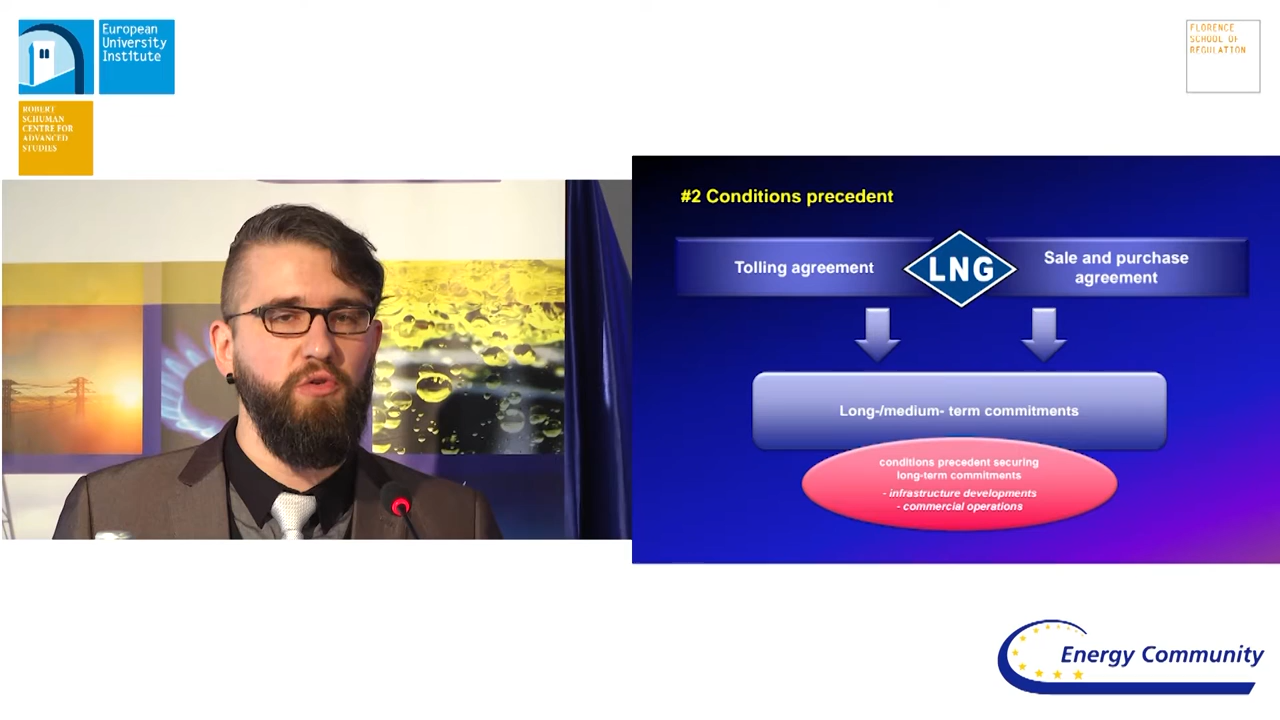 European
University
Institute
ROBERT
SCHUMAN
CENTRE FOR
ADVANCED
STUDIES
FLORENCE
SCHOOL OF
REGULATION
#2 Conditions precedent
Tolling agreement
LNG
Sale and purchase
agreement
Long-/medium- term commitments
conditions precedent securing
long-term commitments
- infrastructure developments
- commercial operations
Energy Community